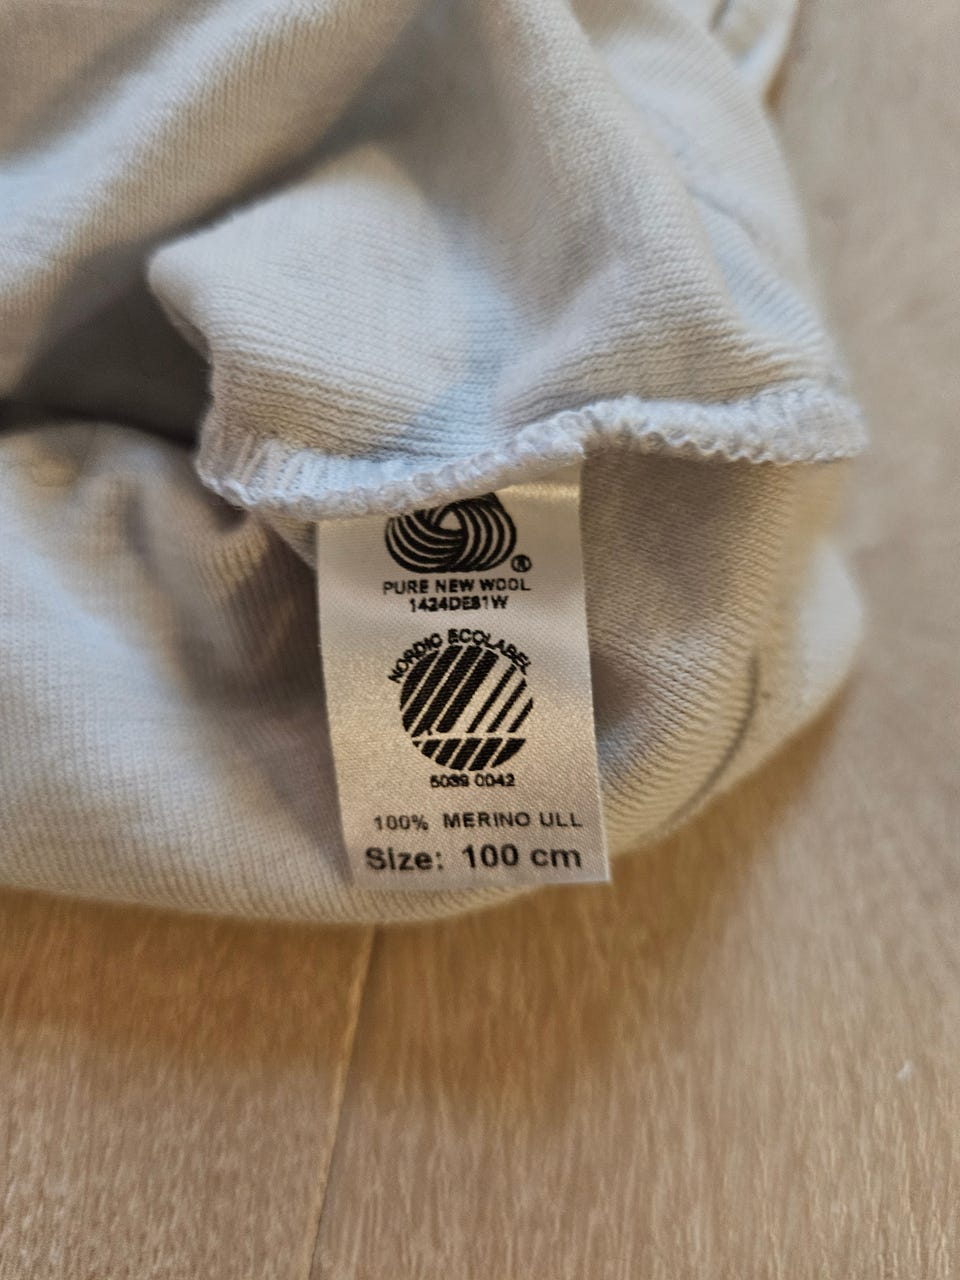 ®
PURE NEW WOOL
1424DE81W
NORDIC ECOLABEL
5039 0042
100% MERINO ULL
Size: 100 cm